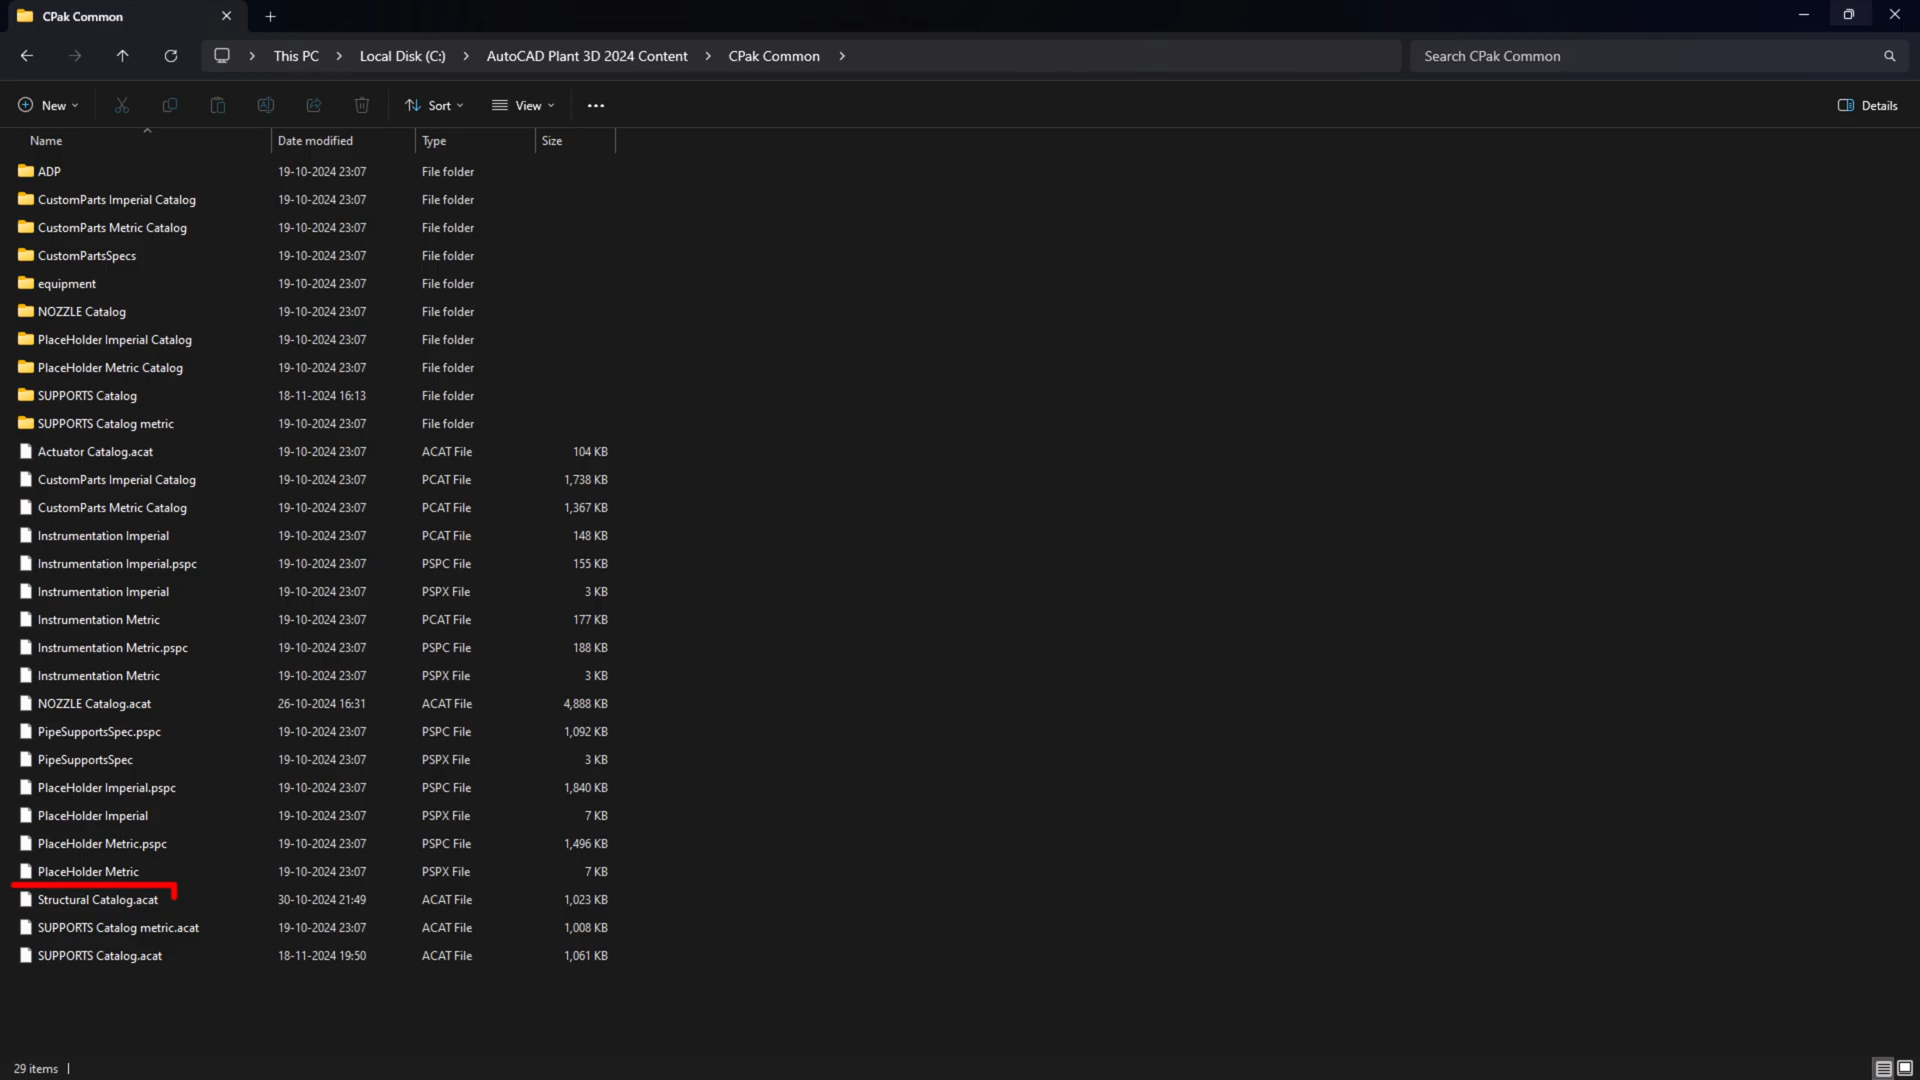 CPak Common
This PC > Local Disk (C:) > AutoCAD Plant 3D 2024 Content > CPak Common >
Search CPak Common
New
Sort
View
Details
Name Date modified Type Size
ADP 19-10-2024 23:07 File folder
CustomParts Imperial Catalog 19-10-2024 23:07 File folder
CustomParts Metric Catalog 19-10-2024 23:07 File folder
CustomPartsSpecs 19-10-2024 23:07 File folder
equipment 19-10-2024 23:07 File folder
NOZZLE Catalog 19-10-2024 23:07 File folder
PlaceHolder Imperial Catalog 19-10-2024 23:07 File folder
PlaceHolder Metric Catalog 19-10-2024 23:07 File folder
SUPPORTS Catalog 18-11-2024 16:13 File folder
SUPPORTS Catalog metric 19-10-2024 23:07 File folder
Actuator Catalog.acat 19-10-2024 23:07 ACAT File 104 KB
CustomParts Imperial Catalog 19-10-2024 23:07 PCAT File 1,738 KB
CustomParts Metric Catalog 19-10-2024 23:07 PCAT File 1,367 KB
Instrumentation Imperial 19-10-2024 23:07 PCAT File 148 KB
Instrumentation Imperial.pspc 19-10-2024 23:07 PSPC File 155 KB
Instrumentation Imperial 19-10-2024 23:07 PSPX File 3 KB
Instrumentation Metric 19-10-2024 23:07 PCAT File 177 KB
Instrumentation Metric.pspc 19-10-2024 23:07 PSPC File 188 KB
Instrumentation Metric 19-10-2024 23:07 PSPX File 3 KB
NOZZLE Catalog.acat 26-10-2024 16:31 ACAT File 4,888 KB
PipeSupportsSpec.pspc 19-10-2024 23:07 PSPC File 1,092 KB
PipeSupportsSpec 19-10-2024 23:07 PSPX File 3 KB
PlaceHolder Imperial.pspc 19-10-2024 23:07 PSPC File 1,840 KB
PlaceHolder Imperial 19-10-2024 23:07 PSPX File 7 KB
PlaceHolder Metric.pspc 19-10-2024 23:07 PSPC File 1,496 KB
PlaceHolder Metric 19-10-2024 23:07 PSPX File 7 KB
Structural Catalog.acat 30-10-2024 21:49 ACAT File 1,023 KB
SUPPORTS Catalog metric.acat 19-10-2024 23:07 ACAT File 1,008 KB
SUPPORTS Catalog.acat 18-11-2024 19:50 ACAT File 1,061 KB
29 items